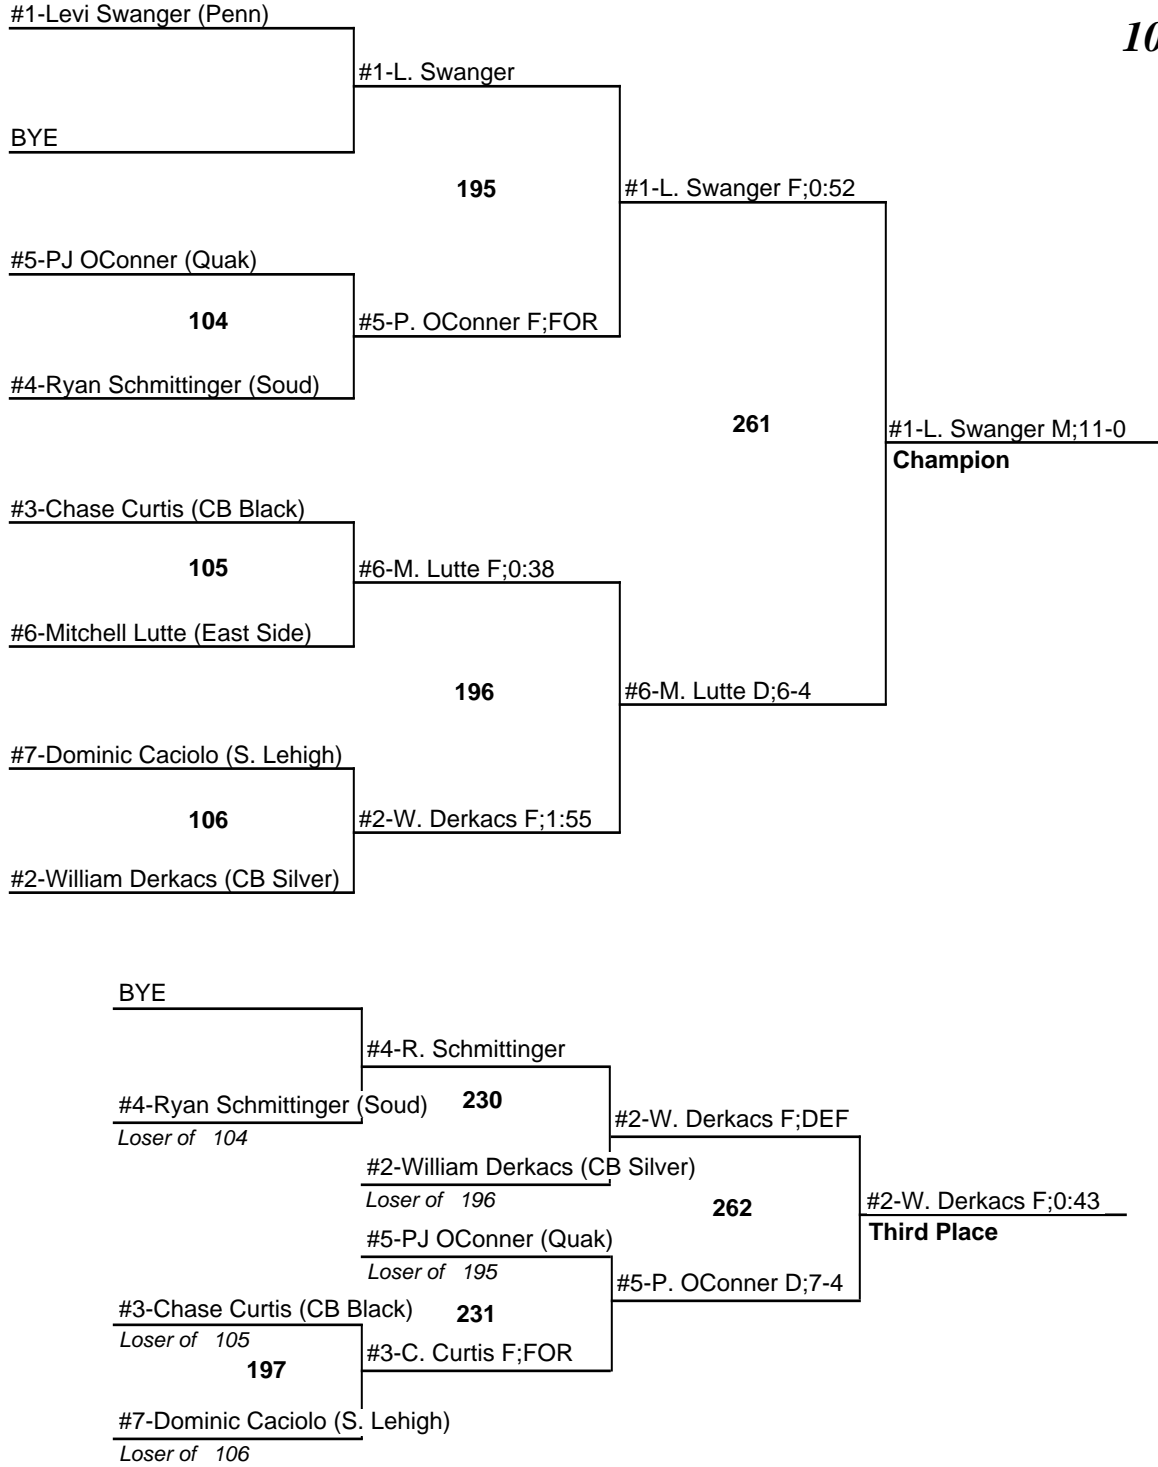 #1-Levi Swanger (Penn)
10
#1-L. Swanger
BYE
195
#1-L. Swanger F;0:52
#5-PJ OConner (Quak)
104
#5-P. OConner F;FOR
#4-Ryan Schmittinger (Soud)
261
#1-L. Swanger M;11-0
Champion
#3-Chase Curtis (CB Black)
105
#6-M. Lutte F;0:38
#6-Mitchell Lutte (East Side)
196
#6-M. Lutte D;6-4
#7-Dominic Caciolo (S. Lehigh)
106
#2-W. Derkacs F;1:55
#2-William Derkacs (CB Silver)
BYE
#4-R. Schmittinger
#4-Ryan Schmittinger (Soud)
230
Loser of 104
#2-W. Derkacs F;DEF
#2-William Derkacs (CB Silver)
Loser of 196
262
#2-W. Derkacs F;0:43
Third Place
#5-PJ OConner (Quak)
Loser of 195
#5-P. OConner D;7-4
#3-Chase Curtis (CB Black)
231
Loser of 105
197
#3-C. Curtis F;FOR
#7-Dominic Caciolo (S. Lehigh)
Loser of 106